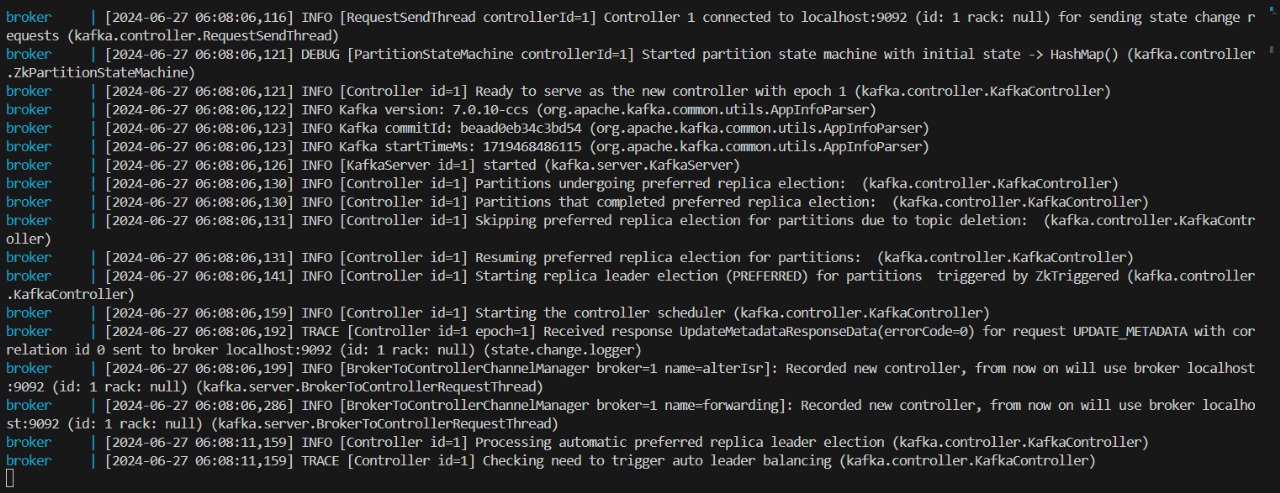 broker     | [2024-06-27 06:08:06,116] INFO [RequestSendThread controllerId=1] Controller 1 connected to localhost:9092 (id: 1 rack: null) for sending state change r
equests (kafka.controller.RequestSendThread)
broker     | [2024-06-27 06:08:06,121] DEBUG [PartitionStateMachine controllerId=1] Started partition state machine with initial state -> HashMap() (kafka.controller
.ZkPartitionStateMachine)
broker     | [2024-06-27 06:08:06,121] INFO [Controller id=1] Ready to serve as the new controller with epoch 1 (kafka.controller.KafkaController)
broker     | [2024-06-27 06:08:06,122] INFO Kafka version: 7.0.10-ccs (org.apache.kafka.common.utils.AppInfoParser)
broker     | [2024-06-27 06:08:06,123] INFO Kafka commitId: beaad0eb34c3bd54 (org.apache.kafka.common.utils.AppInfoParser)
broker     | [2024-06-27 06:08:06,123] INFO Kafka startTimeMs: 1719468486115 (org.apache.kafka.common.utils.AppInfoParser)
broker     | [2024-06-27 06:08:06,126] INFO [KafkaServer id=1] started (kafka.server.KafkaServer)
broker     | [2024-06-27 06:08:06,130] INFO [Controller id=1] Partitions undergoing preferred replica election:  (kafka.controller.KafkaController)
broker     | [2024-06-27 06:08:06,130] INFO [Controller id=1] Partitions that completed preferred replica election:  (kafka.controller.KafkaController)
broker     | [2024-06-27 06:08:06,131] INFO [Controller id=1] Skipping preferred replica election for partitions due to topic deletion:  (kafka.controller.KafkaContr
oller)
broker     | [2024-06-27 06:08:06,131] INFO [Controller id=1] Resuming preferred replica election for partitions:  (kafka.controller.KafkaController)
broker     | [2024-06-27 06:08:06,141] INFO [Controller id=1] Starting replica leader election (PREFERRED) for partitions  triggered by ZkTriggered (kafka.controller
.KafkaController)
broker     | [2024-06-27 06:08:06,159] INFO [Controller id=1] Starting the controller scheduler (kafka.controller.KafkaController)
broker     | [2024-06-27 06:08:06,192] TRACE [Controller id=1 epoch=1] Received response UpdateMetadataResponseData(errorCode=0) for request UPDATE_METADATA with cor
relation id 0 sent to broker localhost:9092 (id: 1 rack: null) (state.change.logger)
broker     | [2024-06-27 06:08:06,199] INFO [BrokerToControllerChannelManager broker=1 name=alterIsr]: Recorded new controller, from now on will use broker localhost
:9092 (id: 1 rack: null) (kafka.server.BrokerToControllerRequestThread)
broker     | [2024-06-27 06:08:06,286] INFO [BrokerToControllerChannelManager broker=1 name=forwarding]: Recorded new controller, from now on will use broker localho
st:9092 (id: 1 rack: null) (kafka.server.BrokerToControllerRequestThread)
broker     | [2024-06-27 06:08:11,159] INFO [Controller id=1] Processing automatic preferred replica leader election (kafka.controller.KafkaController)
broker     | [2024-06-27 06:08:11,159] TRACE [Controller id=1] Checking need to trigger auto leader balancing (kafka.controller.KafkaController)